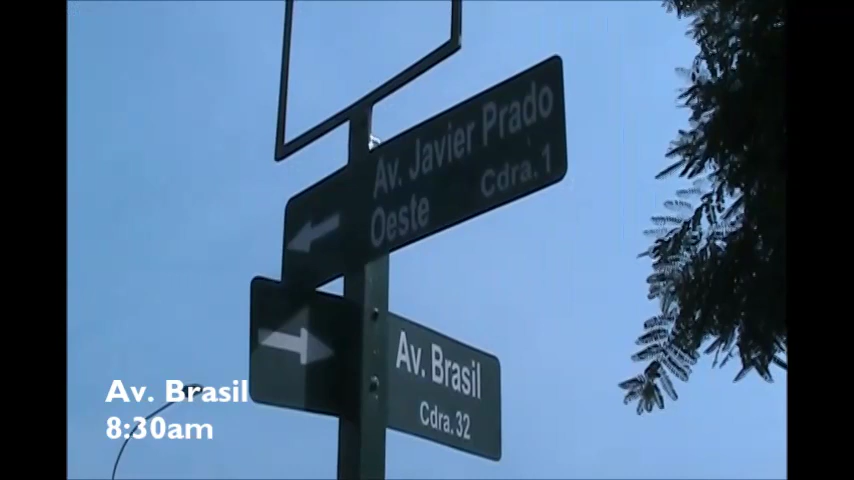 Av. Javier Prado
Oeste Cdra. 1
Av. Brasil
Cdra. 32
Av. Brasil
8:30am